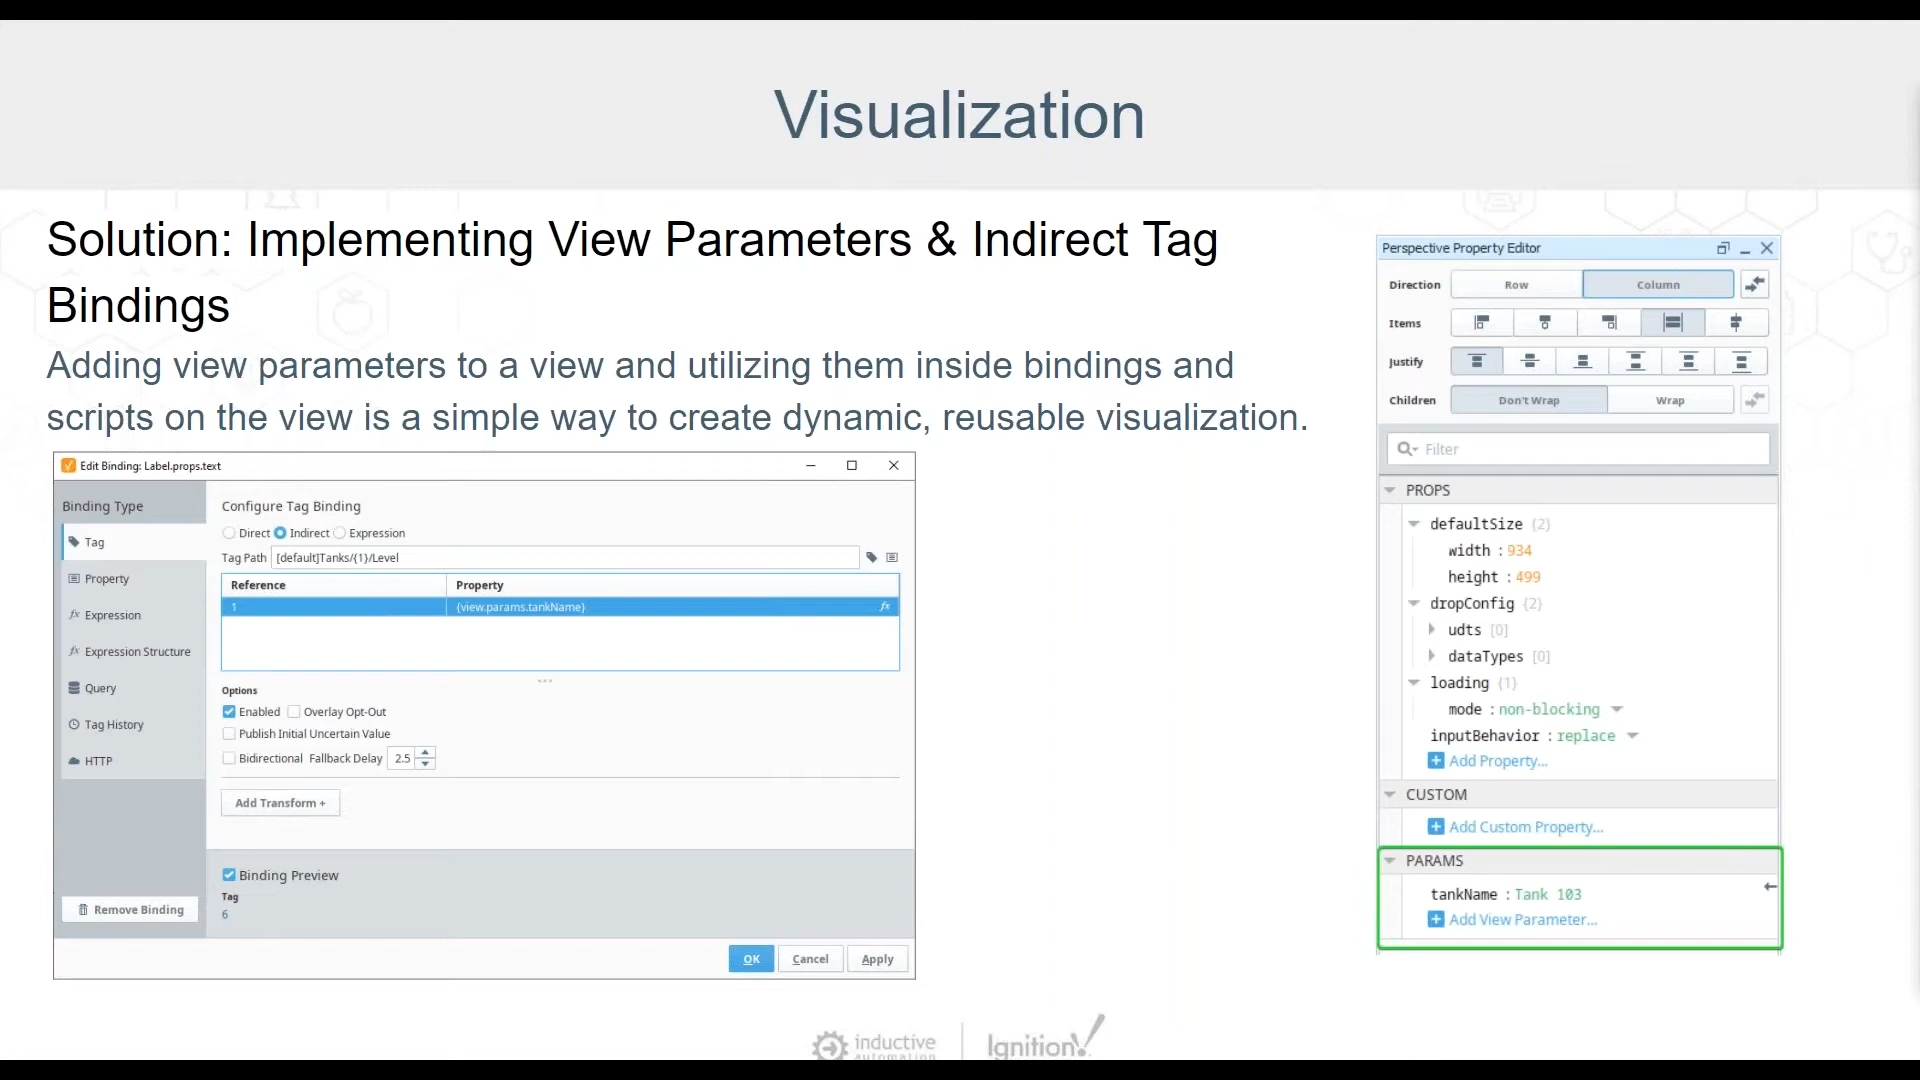 Visualization
Solution: Implementing View Parameters & Indirect Tag
Bindings
Adding view parameters to a view and utilizing them inside bindings and
scripts on the view is a simple way to create dynamic, reusable visualization.
Edit Binding: Label.props.text
Binding Type
Tag
Property
Expression
Expression Structure
Query
Tag History
HTTP
Remove Binding
Configure Tag Binding
Direct Indirect Expression
Tag Path [default]Tanks/{1}/Level
Reference Property
1 {view.params.tankName} fx
Options
Enabled Overlay Opt-Out
Publish Initial Uncertain Value
Bidirectional Fallback Delay 2.5
Add Transform +
Binding Preview
Tag
6
OK Cancel Apply
Perspective Property Editor
Direction Row Column
Items
Justify
Children Don't Wrap Wrap
Filter
PROPS
defaultSize {2}
width : 934
height : 499
dropConfig {2}
udts [0]
dataTypes [0]
loading {1}
mode : non-blocking
inputBehavior : replace
Add Property...
CUSTOM
Add Custom Property...
PARAMS
tankName : Tank 103
Add View Parameter...
inductive
automation
Ignition!